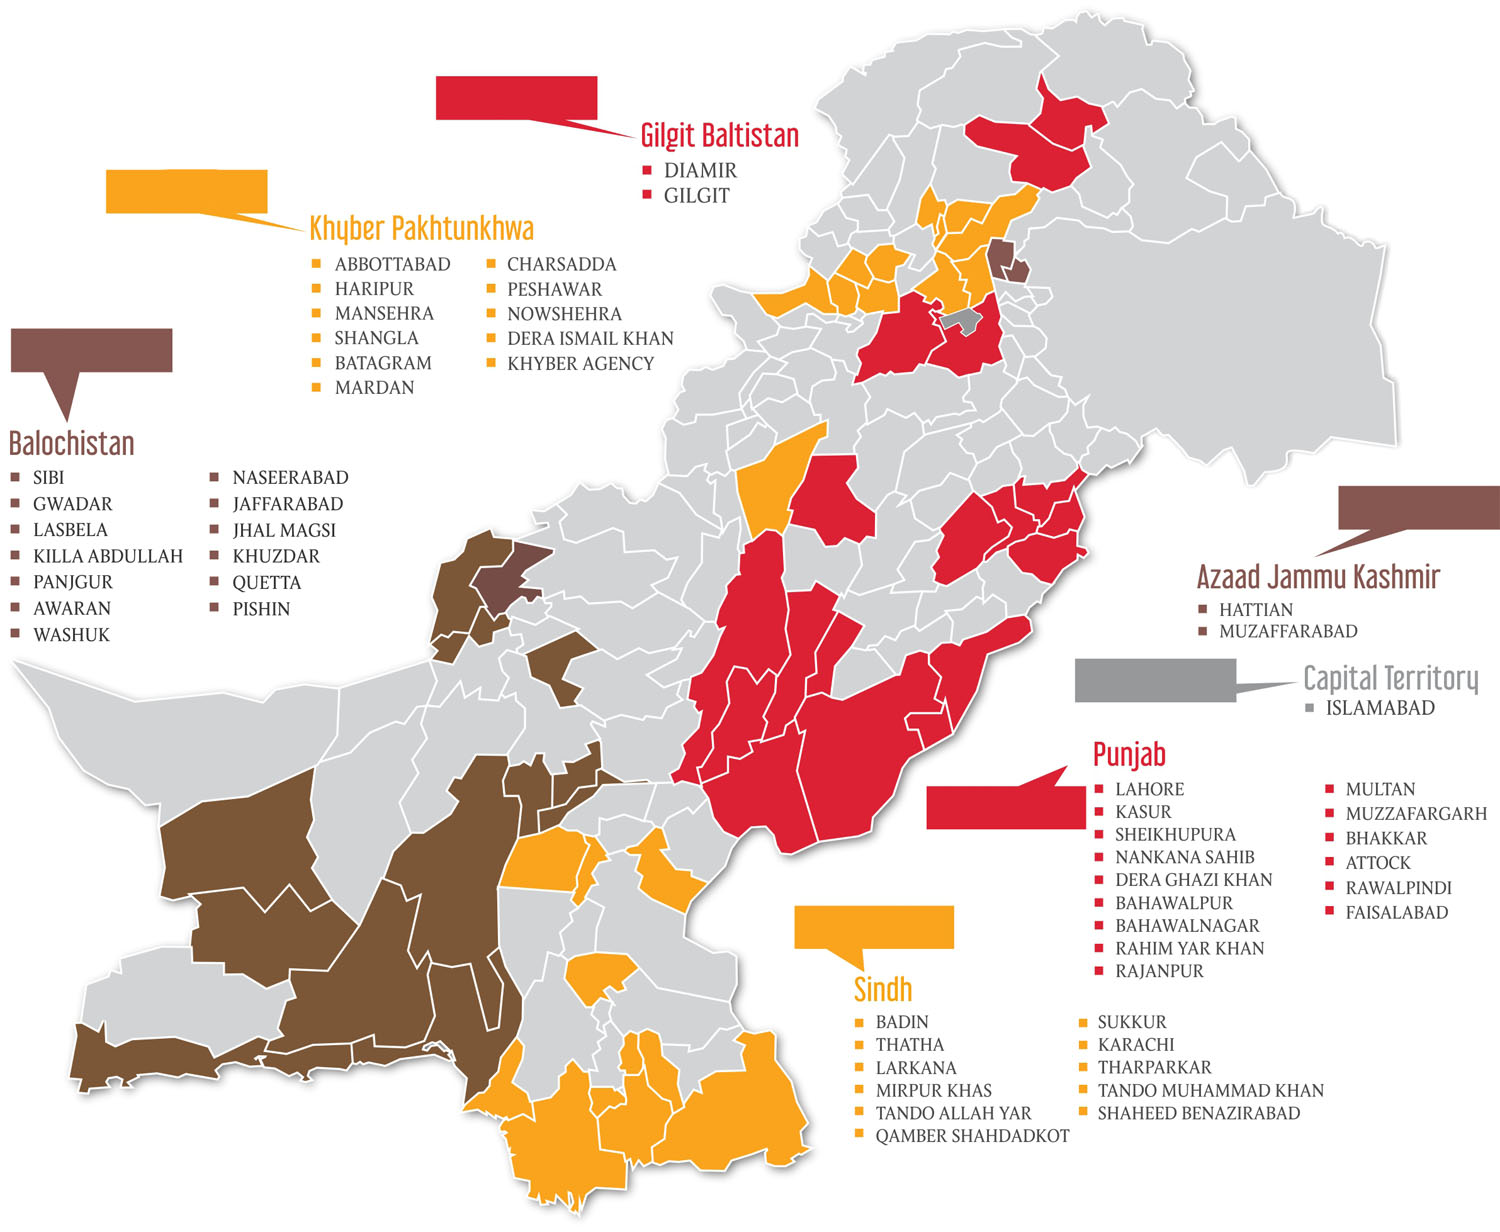 Gilgit Baltistan
DIAMIR
GILGIT
Khyber Pakhtunkhwa
ABBOTTABAD
HARIPUR
MANSEHRA
SHANGLA
BATAGRAM
MARDAN
CHARSADDA
PESHAWAR
NOWSHEHRA
DERA ISMAIL KHAN
KHYBER AGENCY
Balochistan
SIBI
GWADAR
LASBELA
KILLA ABDULLAH
PANJGUR
AWARAN
WASHUK
NASEERABAD
JAFFARABAD
JHAL MAGSI
KHUZDAR
QUETTA
PISHIN
Azaad Jammu Kashmir
HATTIAN
MUZAFFARABAD
Capital Territory
ISLAMABAD
Punjab
LAHORE
KASUR
SHEIKHUPURA
NANKANA SAHIB
DERA GHAZI KHAN
BAHAWALPUR
BAHAWALNAGAR
RAHIM YAR KHAN
RAJANPUR
MULTAN
MUZZAFARGARH
BHAKKAR
ATTOCK
RAWALPINDI
FAISALABAD
Sindh
BADIN
THATHA
LARKANA
MIRPUR KHAS
TANDO ALLAH YAR
QAMBER SHAHDADKOT
SUKKUR
KARACHI
THARPARKAR
TANDO MUHAMMAD KHAN
SHAHEED BENAZIRABAD